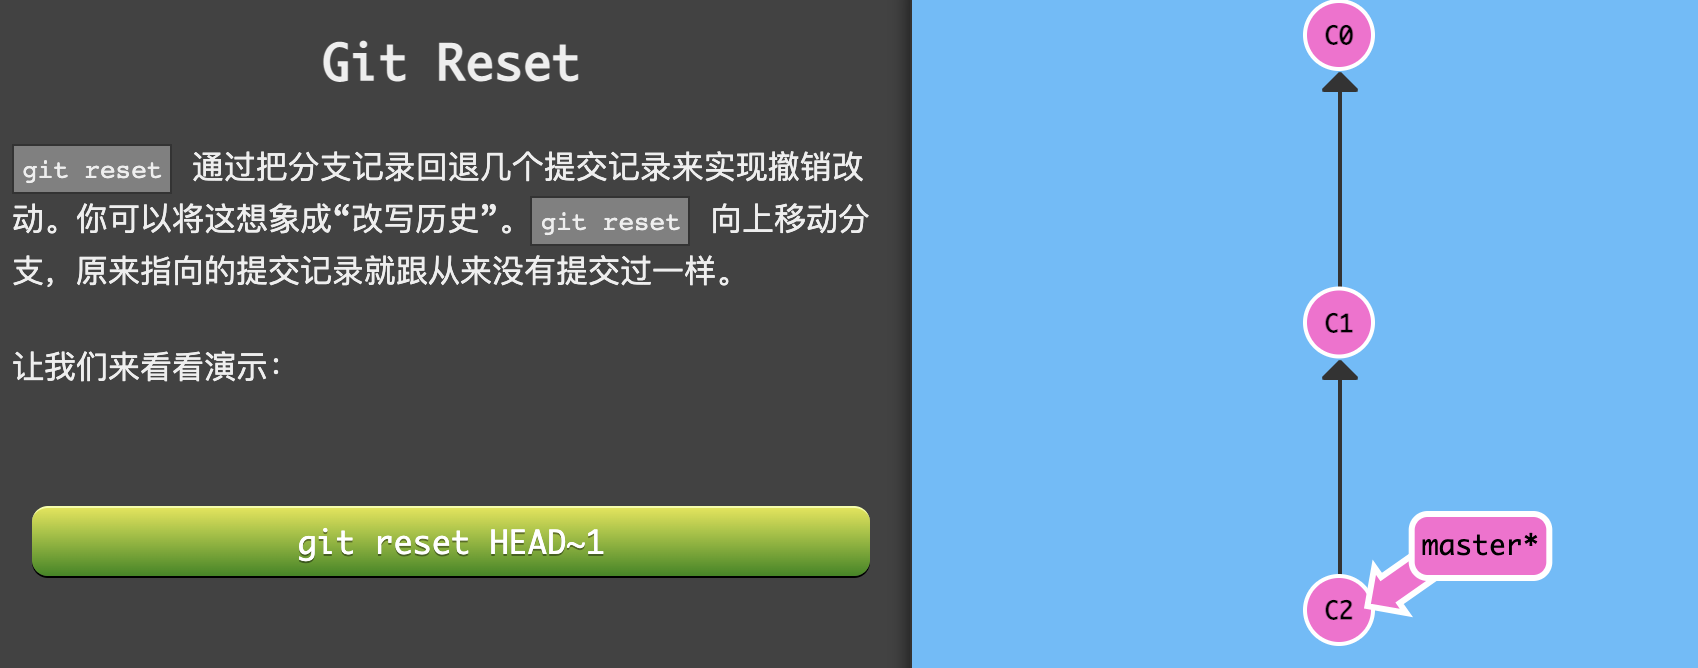 Git Reset
git reset 通过把分支记录回退几个提交记录来实现撤销改
动。你可以将这想象成“改写历史”。git reset 向上移动分
支，原来指向的提交记录就跟从来没有提交过一样。
让我们来看看演示：
git reset HEAD~1
C0
C1
master*
C2